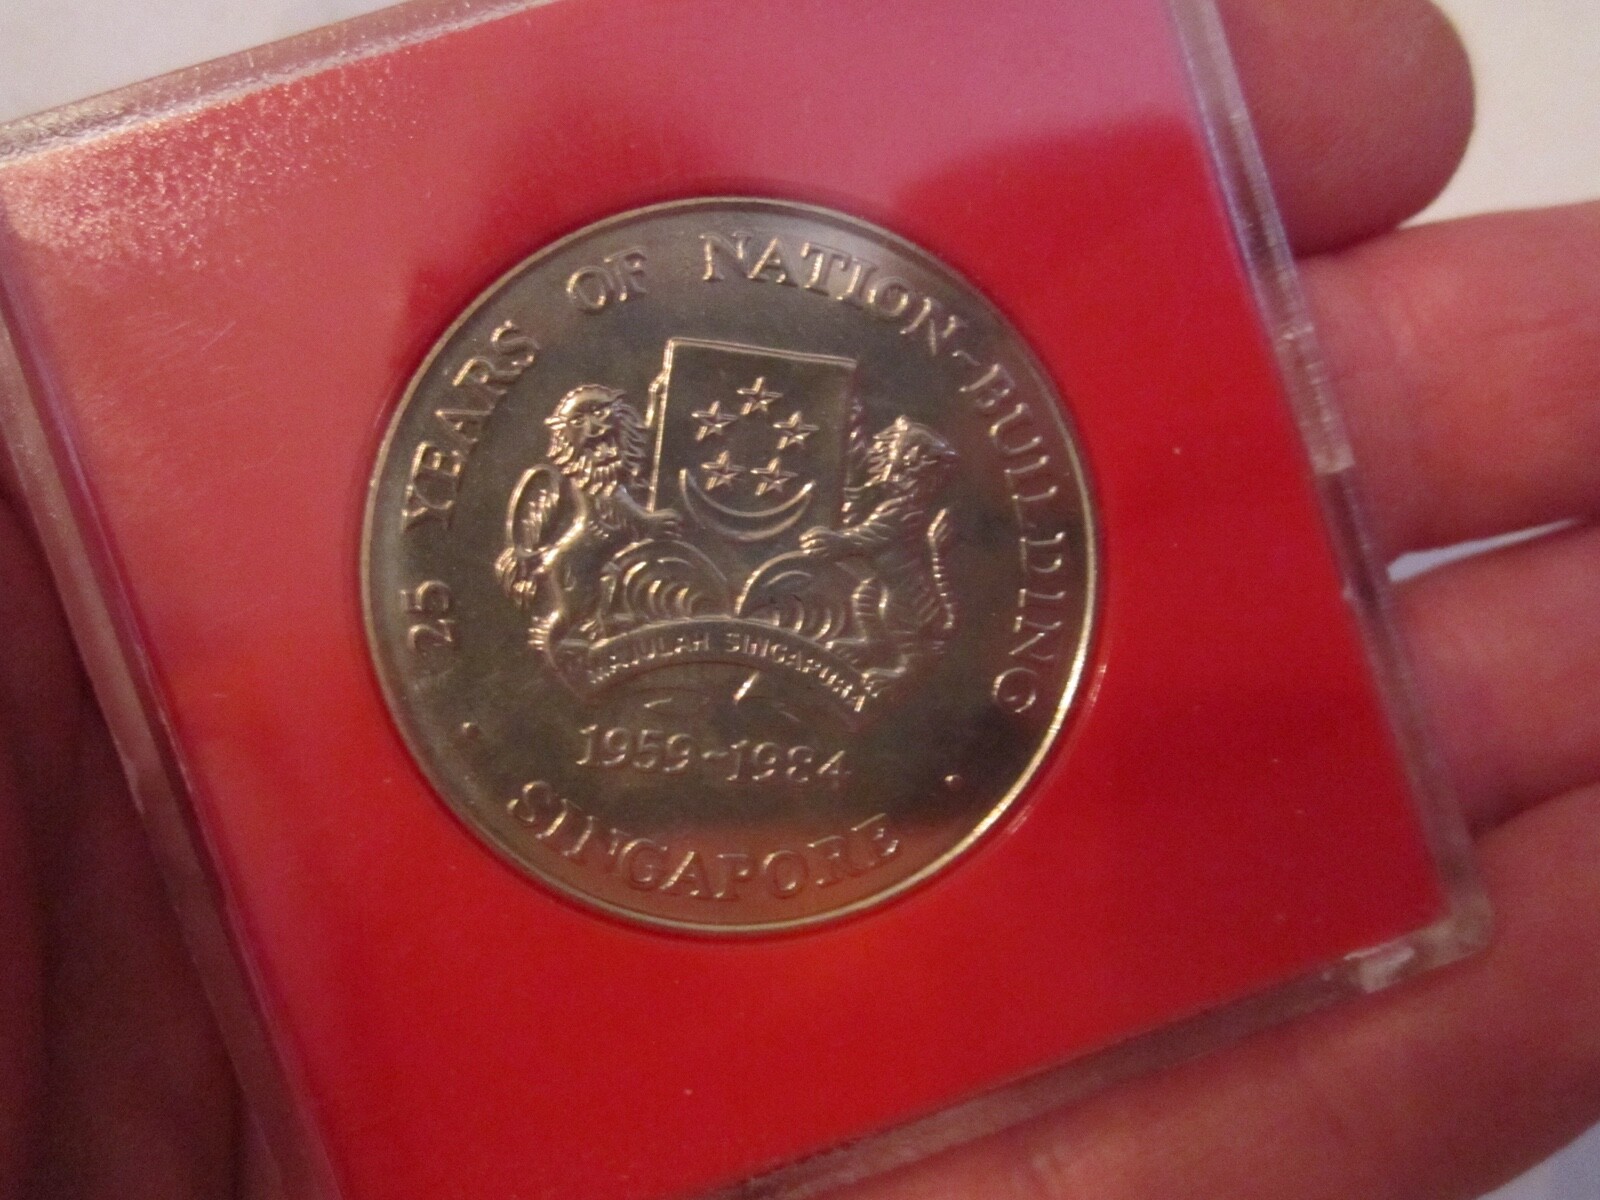 25 YEARS OF NATION-BUILDING
MAJULAH SINGAPURA
1959-1984
SINGAPORE